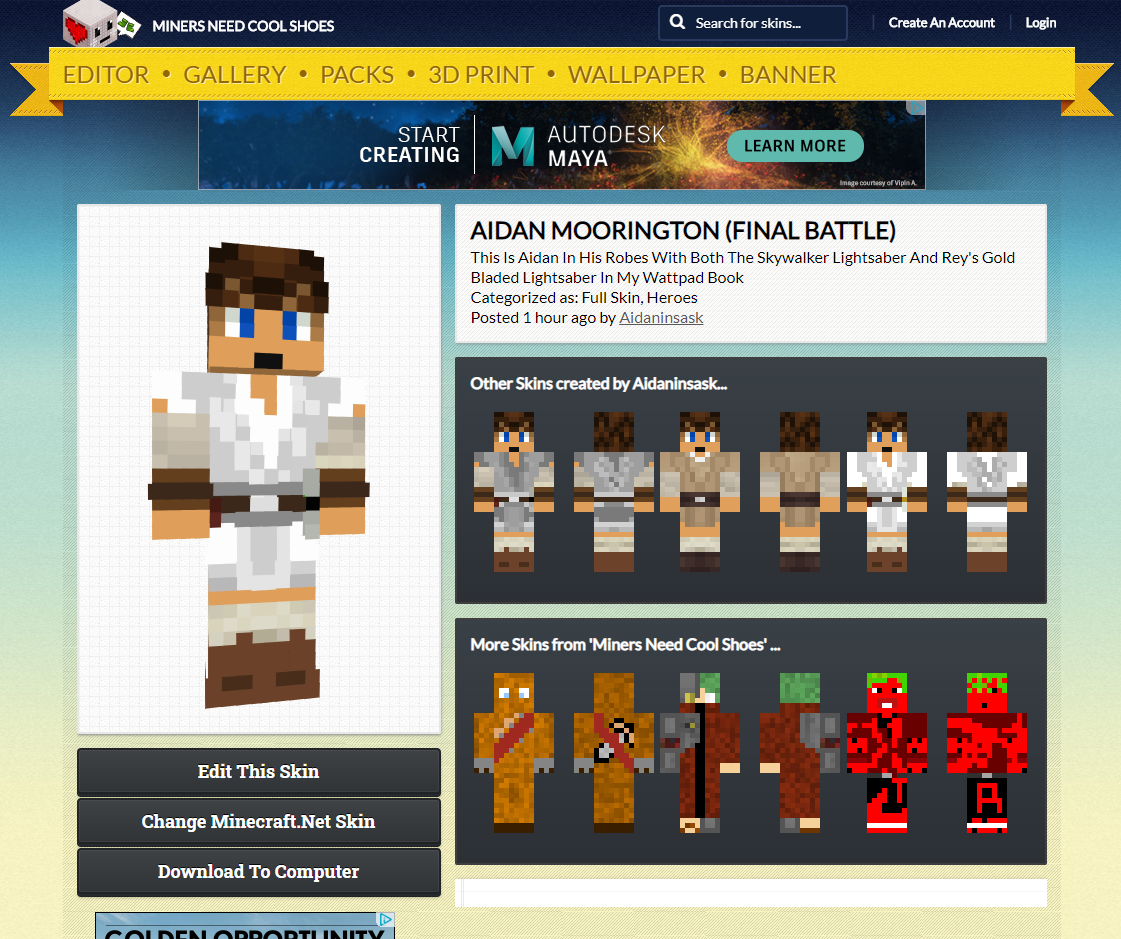 MINERS NEED COOL SHOES
Search for skins...
Create An Account
Login
EDITOR • GALLERY • PACKS • 3D PRINT • WALLPAPER • BANNER
START
CREATING
AUTODESK
MAYA
LEARN MORE
Image courtesy of Vipin A.
AIDAN MOORINGTON (FINAL BATTLE)
This Is Aidan In His Robes With Both The Skywalker Lightsaber And Rey's Gold
Bladed Lightsaber In My Wattpad Book
Categorized as: Full Skin, Heroes
Posted 1 hour ago by Aidaninsask
Other Skins created by Aidaninsask...
More Skins from 'Miners Need Cool Shoes' ...
Edit This Skin
Change Minecraft.Net Skin
Download To Computer
GOLDEN OPPORTUNITY